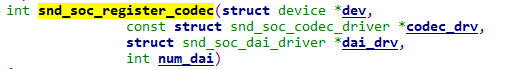 int snd_soc_register_codec(struct device *dev,
const struct snd_soc_codec_driver *codec_drv,
struct snd_soc_dai_driver *dai_drv,
int num_dai)